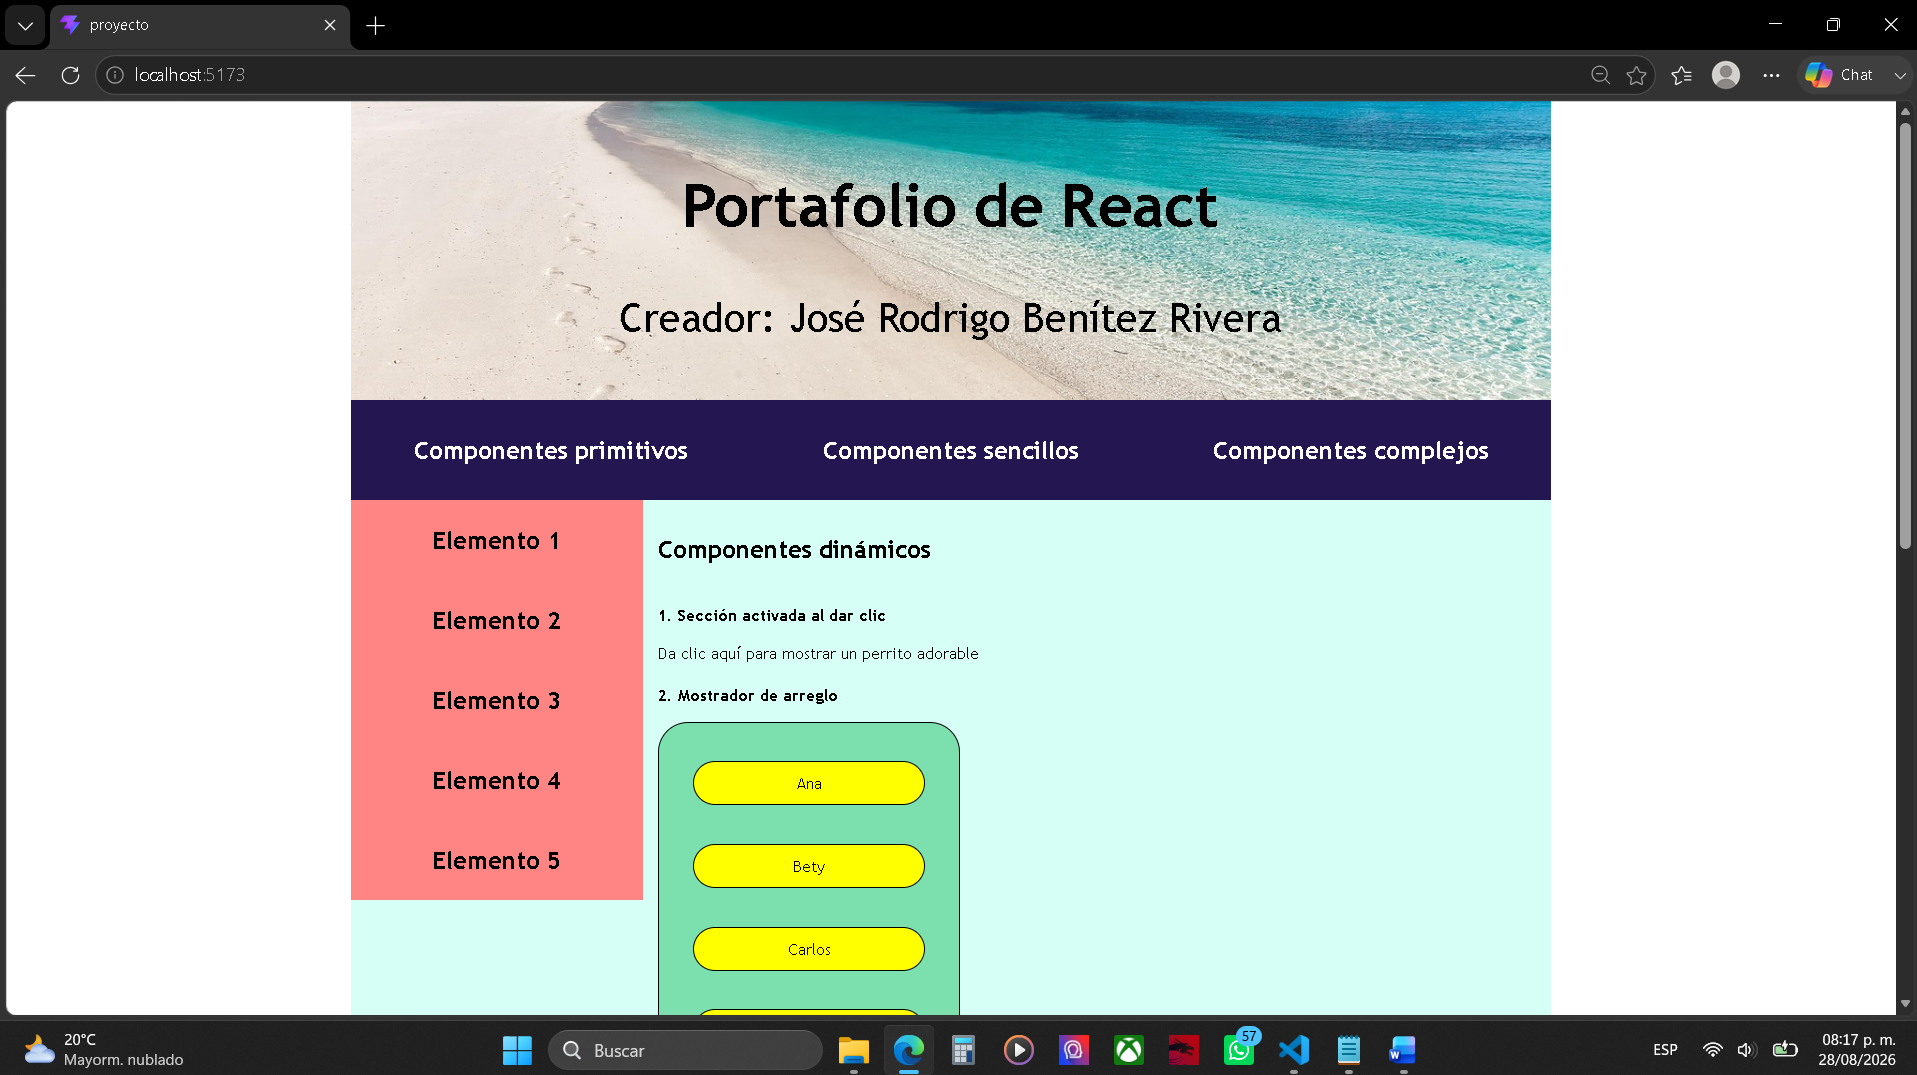 proyecto
localhost:5173
Chat
Portafolio de React
Creador: José Rodrigo Benítez Rivera
Componentes primitivos
Componentes sencillos
Componentes complejos
Elemento 1
Elemento 2
Elemento 3
Elemento 4
Elemento 5
Componentes dinámicos
1. Sección activada al dar clic
Da clic aquí para mostrar un perrito adorable
2. Mostrador de arreglo
Ana
Bety
Carlos
20°C
Mayorm. nublado
Buscar
57
ESP
08:17 p. m.
28/08/2026